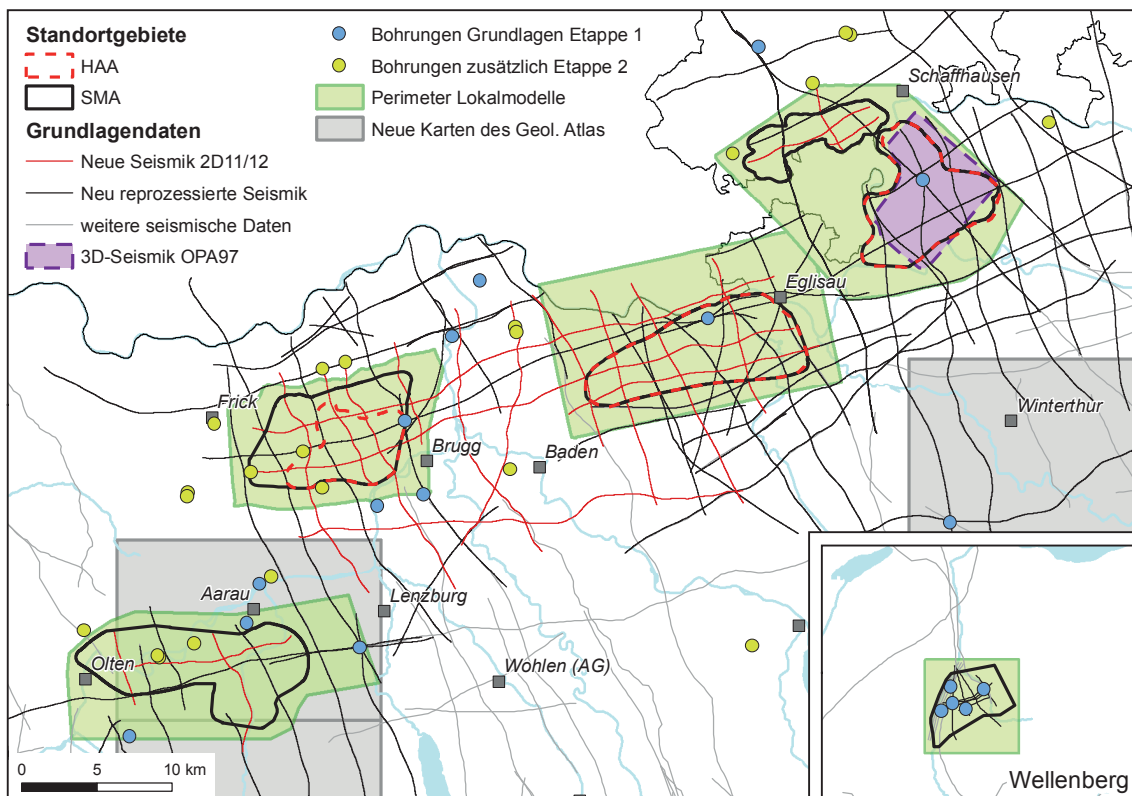 Standortgebiete
HAA
SMA
Grundlagendaten
Neue Seismik 2D11/12
Neu reprozessierte Seismik
weitere seismische Daten
3D-Seismik OPA97
Bohrungen Grundlagen Etappe 1
Bohrungen zusätzlich Etappe 2
Perimeter Lokalmodelle
Neue Karten des Geol. Atlas
Schaffhausen
Eglisau
Frick
Winterthur
Brugg
Baden
Aarau
Lenzburg
Olten
Wohlen (AG)
0 5 10 km
Wellenberg